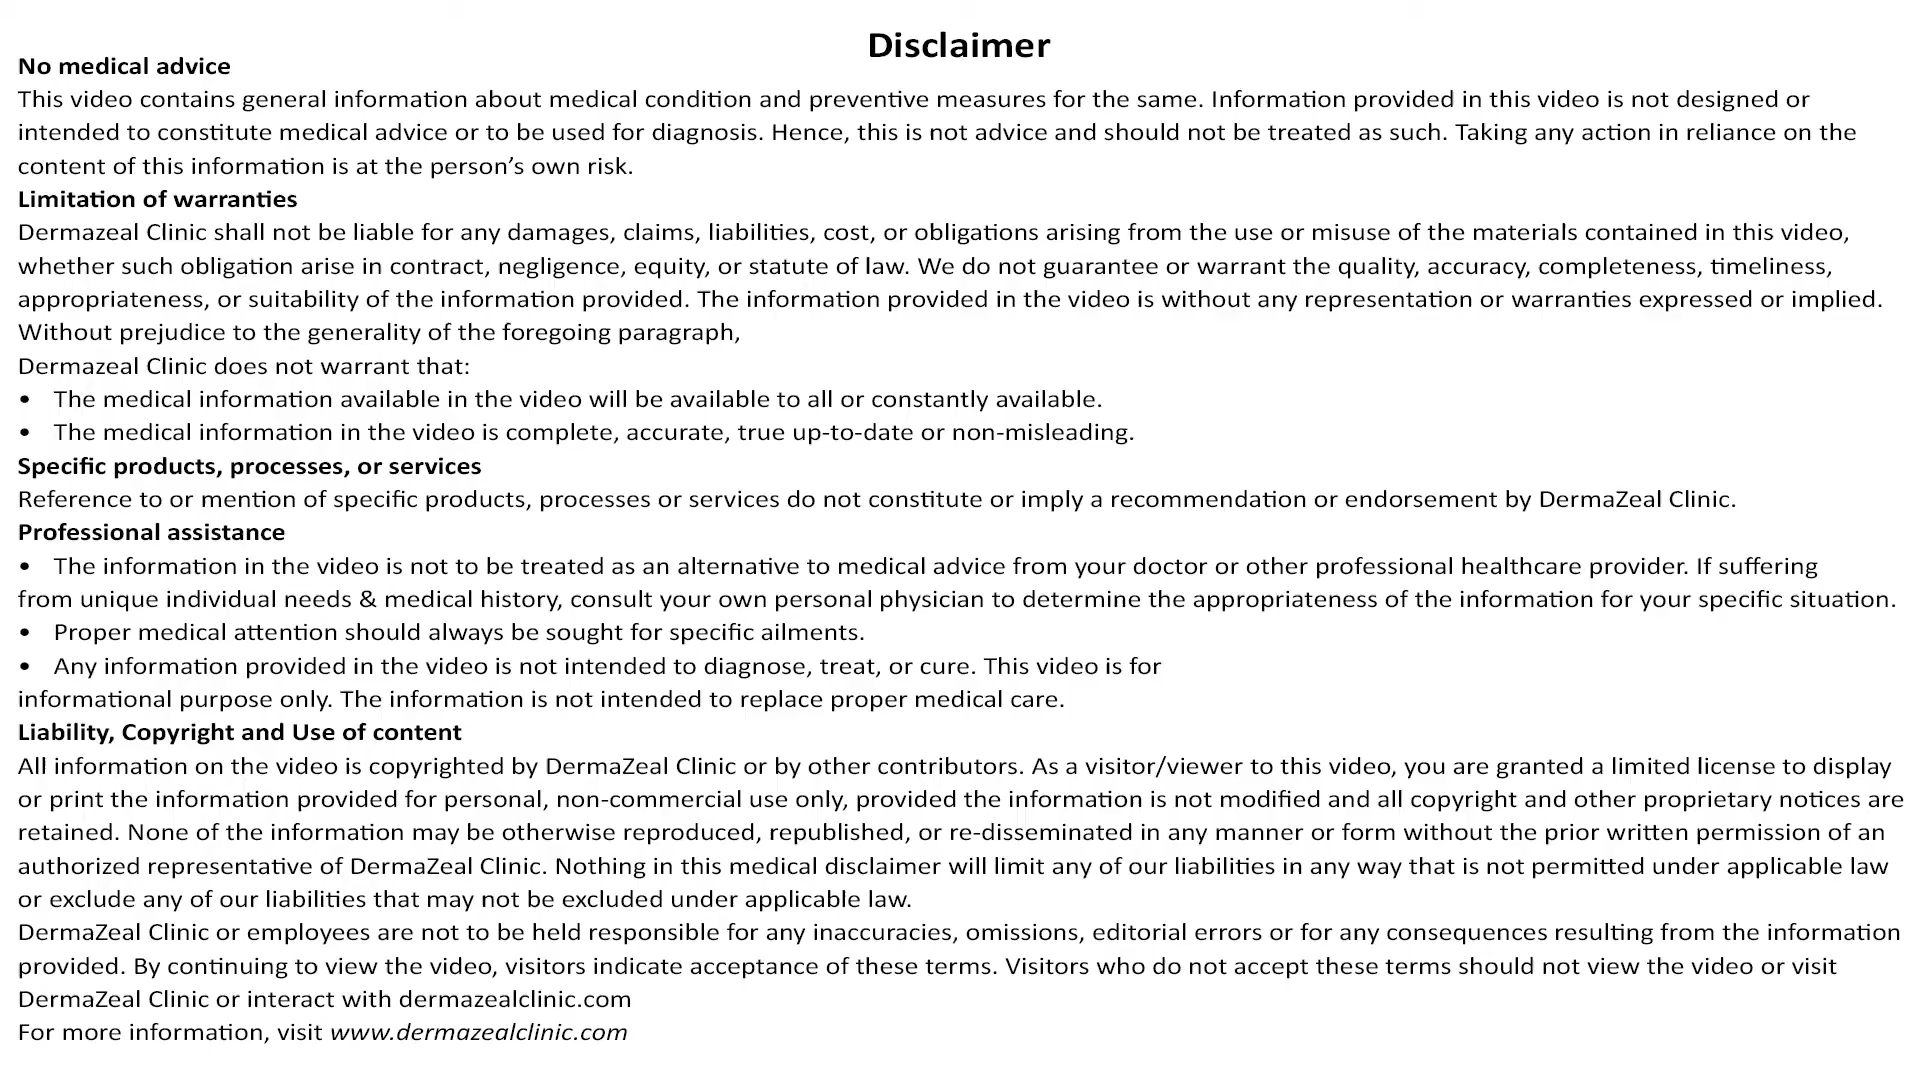 Disclaimer
No medical advice
This video contains general information about medical condition and preventive measures for the same. Information provided in this video is not designed or
intended to constitute medical advice or to be used for diagnosis. Hence, this is not advice and should not be treated as such. Taking any action in reliance on the
content of this information is at the person’s own risk.
Limitation of warranties
Dermazeal Clinic shall not be liable for any damages, claims, liabilities, cost, or obligations arising from the use or misuse of the materials contained in this video,
whether such obligation arise in contract, negligence, equity, or statute of law. We do not guarantee or warrant the quality, accuracy, completeness, timeliness,
appropriateness, or suitability of the information provided. The information provided in the video is without any representation or warranties expressed or implied.
Without prejudice to the generality of the foregoing paragraph,
Dermazeal Clinic does not warrant that:
• The medical information available in the video will be available to all or constantly available.
• The medical information in the video is complete, accurate, true up-to-date or non-misleading.
Specific products, processes, or services
Reference to or mention of specific products, processes or services do not constitute or imply a recommendation or endorsement by DermaZeal Clinic.
Professional assistance
• The information in the video is not to be treated as an alternative to medical advice from your doctor or other professional healthcare provider. If suffering
from unique individual needs & medical history, consult your own personal physician to determine the appropriateness of the information for your specific situation.
• Proper medical attention should always be sought for specific ailments.
• Any information provided in the video is not intended to diagnose, treat, or cure. This video is for
informational purpose only. The information is not intended to replace proper medical care.
Liability, Copyright and Use of content
All information on the video is copyrighted by DermaZeal Clinic or by other contributors. As a visitor/viewer to this video, you are granted a limited license to display
or print the information provided for personal, non-commercial use only, provided the information is not modified and all copyright and other proprietary notices are
retained. None of the information may be otherwise reproduced, republished, or re-disseminated in any manner or form without the prior written permission of an
authorized representative of DermaZeal Clinic. Nothing in this medical disclaimer will limit any of our liabilities in any way that is not permitted under applicable law
or exclude any of our liabilities that may not be excluded under applicable law.
DermaZeal Clinic or employees are not to be held responsible for any inaccuracies, omissions, editorial errors or for any consequences resulting from the information
provided. By continuing to view the video, visitors indicate acceptance of these terms. Visitors who do not accept these terms should not view the video or visit
DermaZeal Clinic or interact with dermazealclinic.com
For more information, visit www.dermazealclinic.com